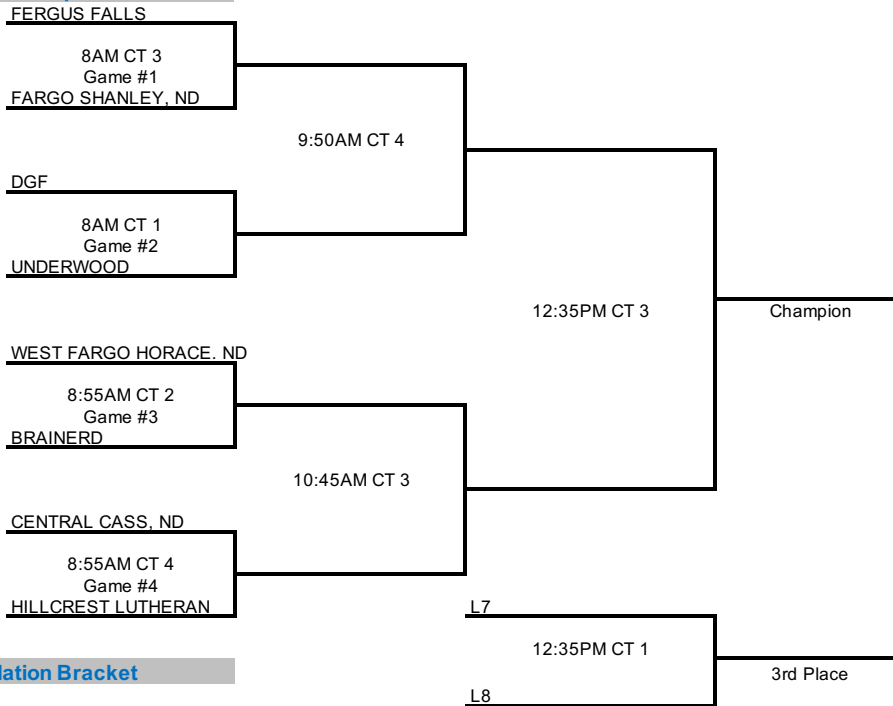 FERGUS FALLS
8AM CT 3
Game #1
FARGO SHANLEY, ND
9:50AM CT 4
DGF
8AM CT 1
Game #2
UNDERWOOD
12:35PM CT 3
Champion
WEST FARGO HORACE. ND
8:55AM CT 2
Game #3
BRAINERD
10:45AM CT 3
CENTRAL CASS, ND
8:55AM CT 4
Game #4
HILLCREST LUTHERAN
L7
12:35PM CT 1
lation Bracket
3rd Place
L8